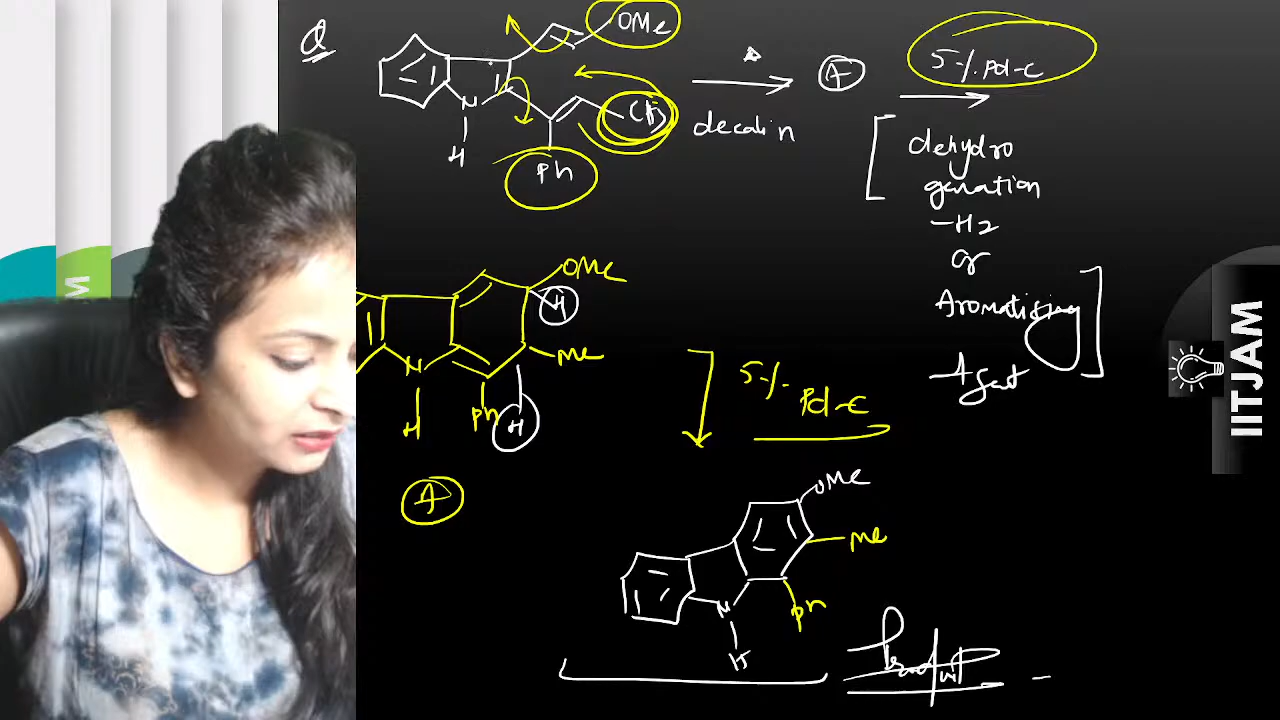 Q
OMe
N
H
Ph
Δ
decalin
A
5-%.Pd-C
dehydro
genation
-H2
or
Aromatising
Agent
OMe
H
Me
N
H
Ph
H
A
5-%-
Pd-C
OMe
Me
Ph
N
H
Product
IITJAM
M